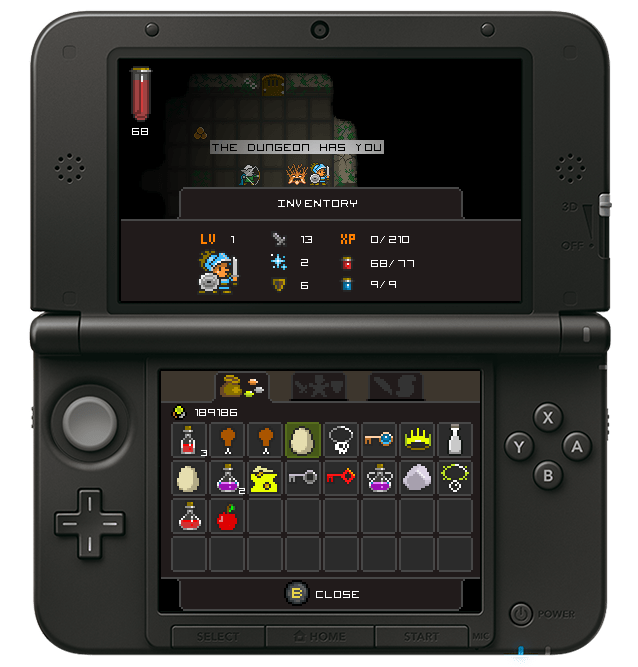 68
THE DUNGEON HAS YOU
INVENTORY
LV 1 13 XP 0/210
2 68/77
6 9/9
3D
OFF
189186
3
2
B CLOSE
X
Y A
B
POWER
SELECT HOME START MIC